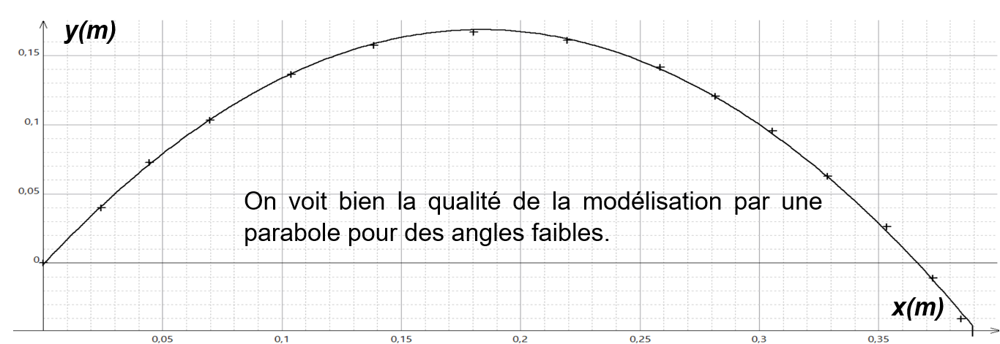 y(m)
0,15
0,1
0,05
On voit bien la qualité de la modélisation par une
parabole pour des angles faibles.
0
x(m)
0,05 0,1 0,15 0,2 0,25 0,3 0,35